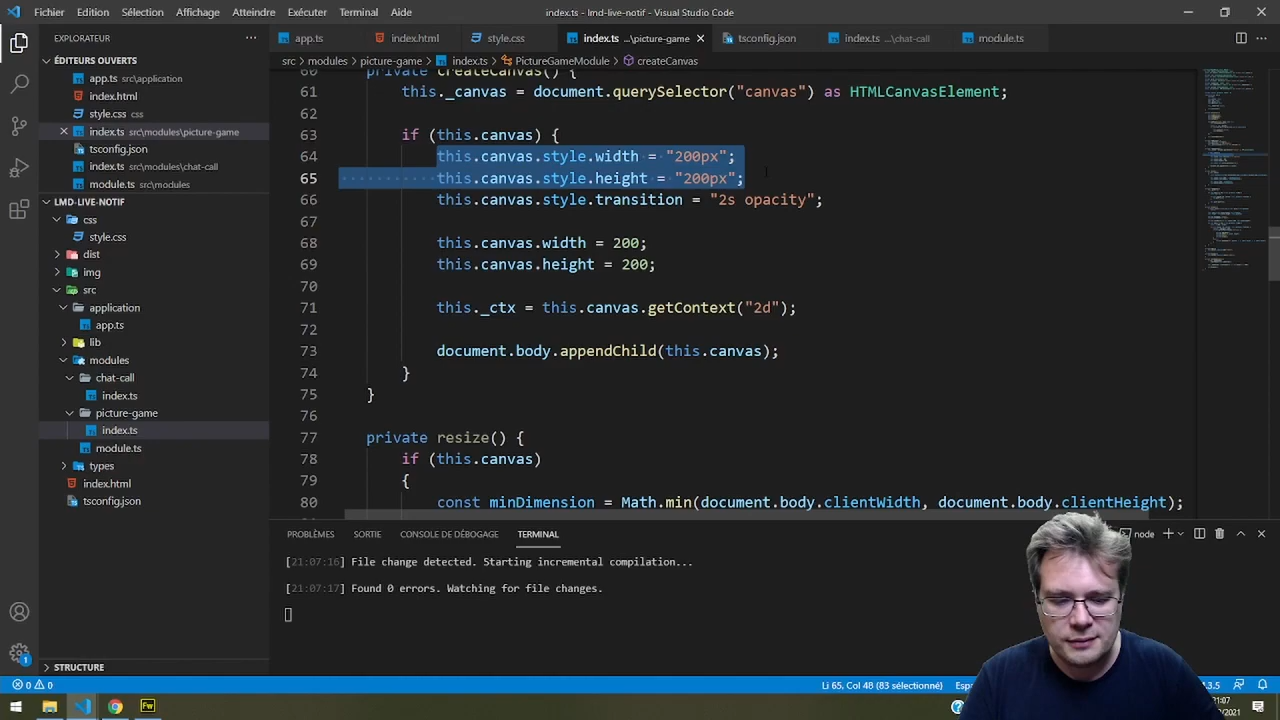 Fichier Edition Sélection Affichage Atteindre Exécuter Terminal Aide index.ts - lmd-live-notif - Visual Studio Code
EXPLORATEUR
app.ts index.html style.css index.ts ...\picture-game tsconfig.json index.ts ...\chat-call module.ts
src > modules > picture-game > index.ts > createCanvas
ÉDITEURS OUVERTS
app.ts src\application
index.html
style.css css
index.ts src\modules\picture-game
tsconfig.json
index.ts src\modules\chat-call
module.ts src\modules
LMD-LIVE-NOTIF
css
style.css
dist
img
src
application
app.ts
lib
modules
chat-call
index.ts
picture-game
index.ts
module.ts
types
index.html
tsconfig.json
STRUCTURE
60 private createCanvas() {
61 this._canvas = document.querySelector("canvas") as HTMLCanvasElement;
62
63 if (this.canvas) {
64 this.canvas.style.width = "200px";
65 this.canvas.style.height = "200px";
66 this.canvas.style.transition = "2s opacity";
67
68 this.canvas.width = 200;
69 this.canvas.height = 200;
70
71 this._ctx = this.canvas.getContext("2d");
72
73 document.body.appendChild(this.canvas);
74 }
75 }
76
77 private resize() {
78 if (this.canvas)
79 {
80 const minDimension = Math.min(document.body.clientWidth, document.body.clientHeight);
PROBLÈMES SORTIE CONSOLE DE DÉBOGAGE TERMINAL node
[21:07:16] File change detected. Starting incremental compilation...
[21:07:17] Found 0 errors. Watching for file changes.
0 0 Li 65, Col 48 (83 sélectionné)
21:07